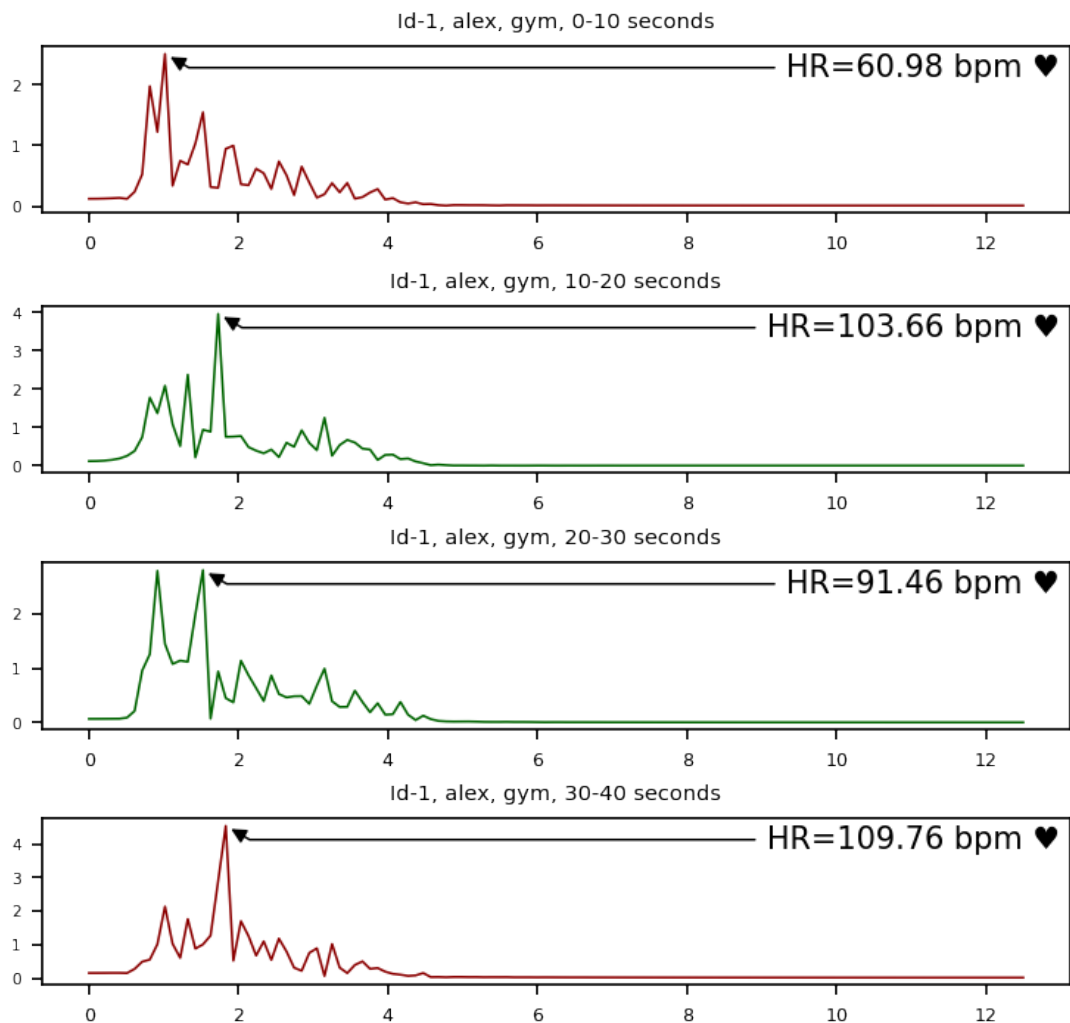 Id-1, alex, gym, 0-10 seconds
HR=60.98 bpm ♥
2
1
0
0 2 4 6 8 10 12
Id-1, alex, gym, 10-20 seconds
HR=103.66 bpm ♥
4
3
2
1
0
0 2 4 6 8 10 12
Id-1, alex, gym, 20-30 seconds
HR=91.46 bpm ♥
2
1
0
0 2 4 6 8 10 12
Id-1, alex, gym, 30-40 seconds
HR=109.76 bpm ♥
4
3
2
1
0
0 2 4 6 8 10 12